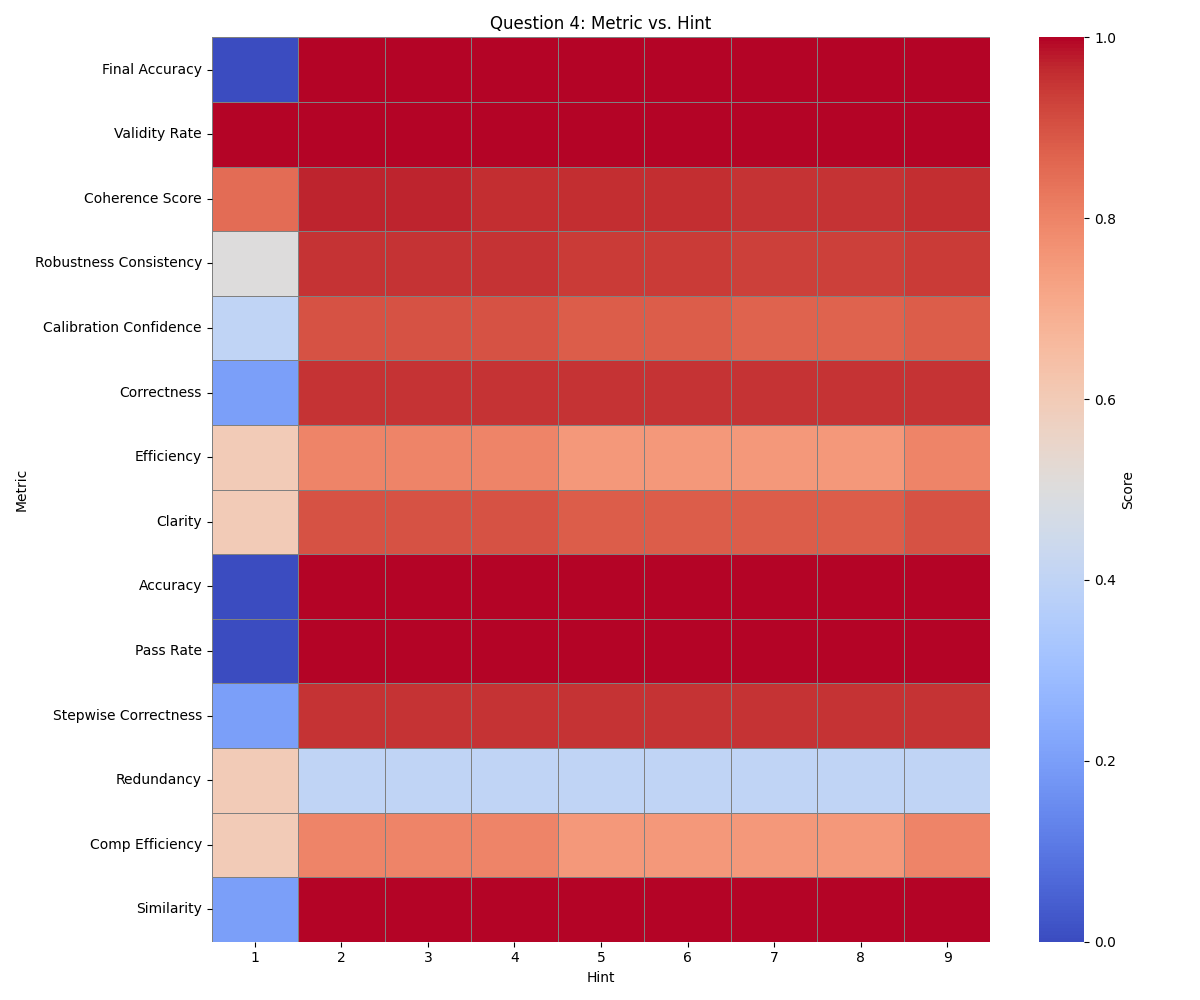 Question 4: Metric vs. Hint
Final Accuracy
Validity Rate
Coherence Score
Robustness Consistency
Calibration Confidence
Correctness
Efficiency
Clarity
Accuracy
Pass Rate
Stepwise Correctness
Redundancy
Comp Efficiency
Similarity
Metric
1 2 3 4 5 6 7 8 9
Hint
1.0
0.8
0.6
0.4
0.2
0.0
Score